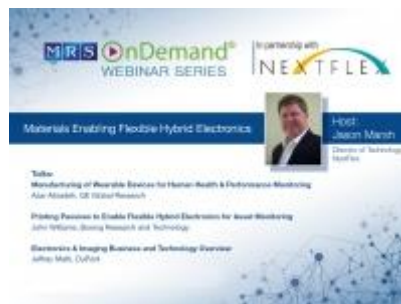 MRS OnDemand®
WEBINAR SERIES
In partnership with
NEXTFLEX
Materials Enabling Flexible Hybrid Electronics
Host:
Jason Marsh
Director of Technology
NextFlex
Talks:
Manufacturing of Wearable Devices for Human Health & Performance Monitoring
Azar Alizadeh, GE Global Research
Printing Passives to Enable Flexible Hybrid Electronics for Asset Monitoring
John Williams, Boeing Research and Technology
Electronics & Imaging Business and Technology Overview
Jeffrey Meth, DuPont